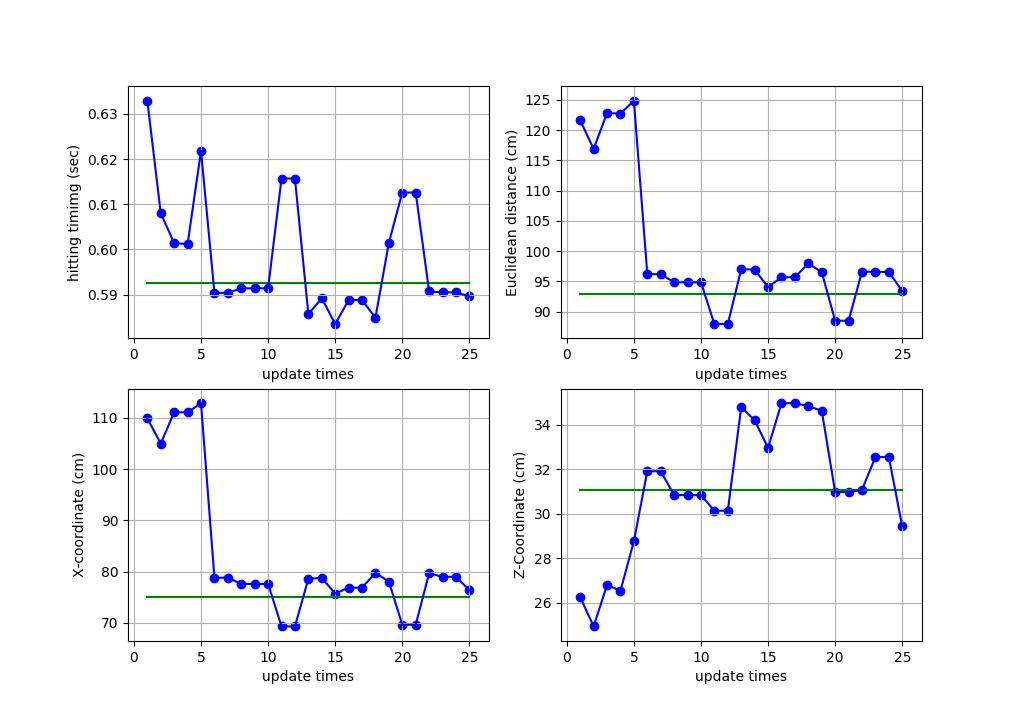 hitting timimg (sec)
0.63
0.62
0.61
0.60
0.59
0 5 10 15 20 25
update times
Euclidean distance (cm)
125
120
115
110
105
100
95
90
0 5 10 15 20 25
update times
X-coordinate (cm)
110
100
90
80
70
0 5 10 15 20 25
update times
Z-Coordinate (cm)
34
32
30
28
26
0 5 10 15 20 25
update times